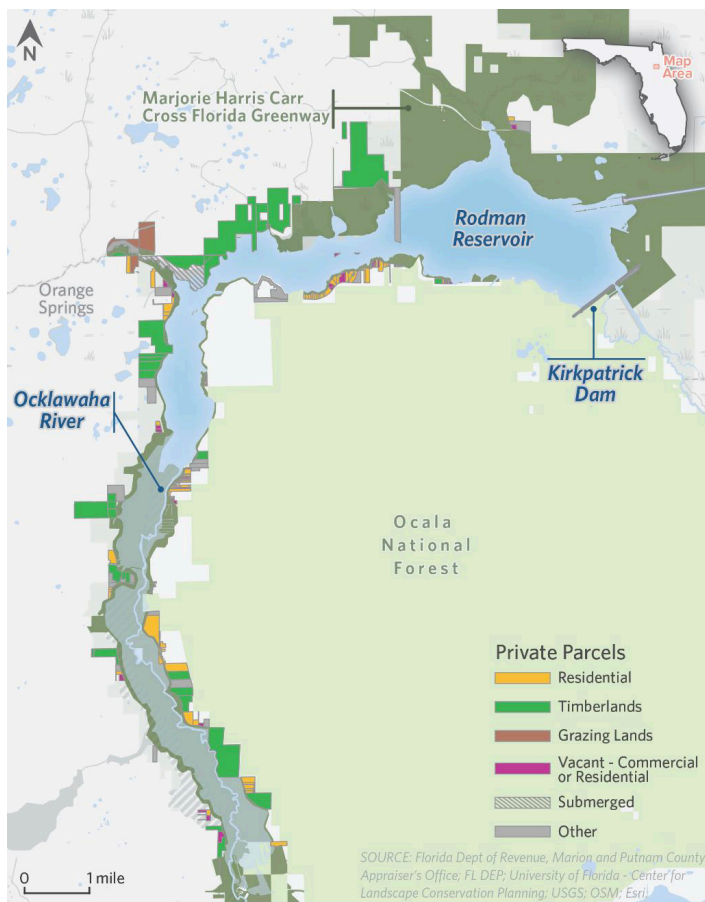 N
Map
Area
Marjorie Harris Carr
Cross Florida Greenway
Rodman
Reservoir
Orange
Springs
Kirkpatrick
Dam
Ocklawaha
River
Ocala
National
Forest
Private Parcels
Residential
Timberlands
Grazing Lands
Vacant - Commercial
or Residential
Submerged
Other
0 1 mile
SOURCE: Florida Dept of Revenue, Marion and Putnam County
Appraiser's Office; FL DEP; University of Florida - Center for
Landscape Conservation Planning; USGS; OSM; Esri